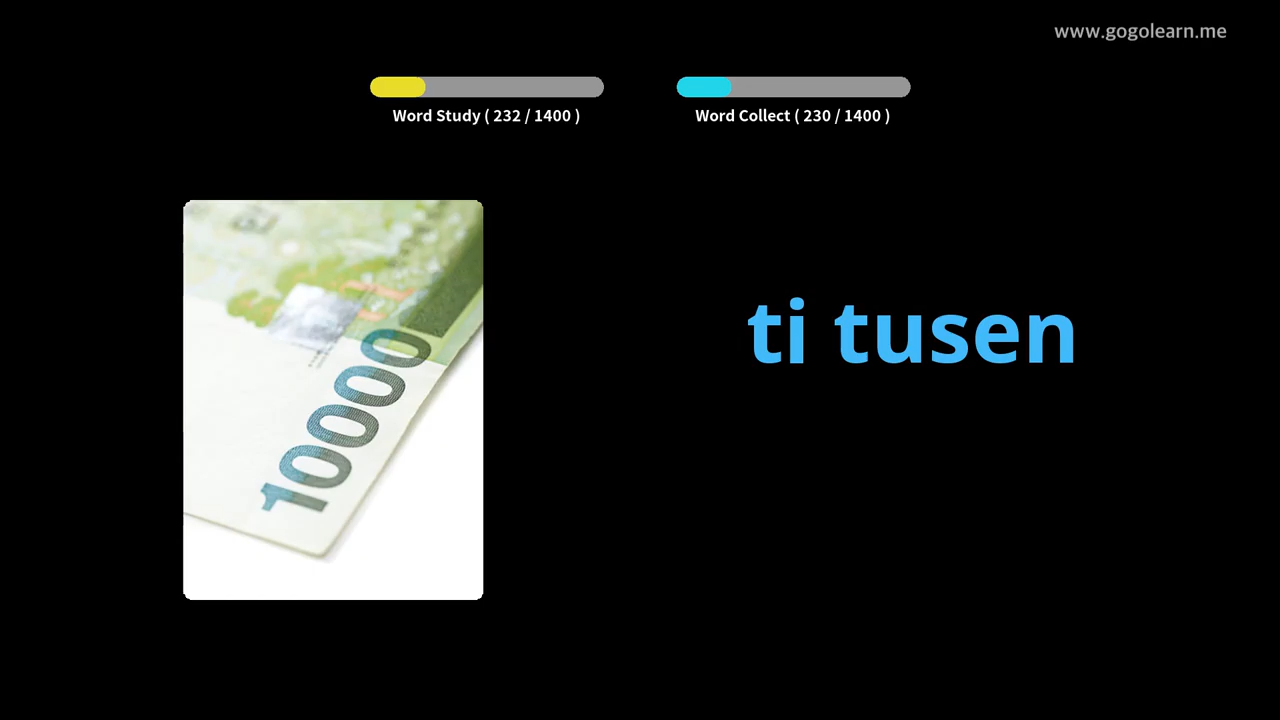 www.gogolearn.me
Word Study ( 232 / 1400 )
Word Collect ( 230 / 1400 )
10000
ti tusen